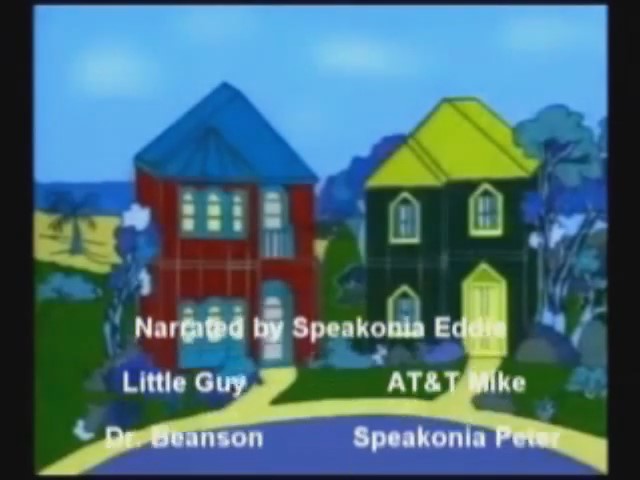 Narrated by Speakonia Eddie
Little Guy AT&T Mike
Dr. Beanson Speakonia Peter